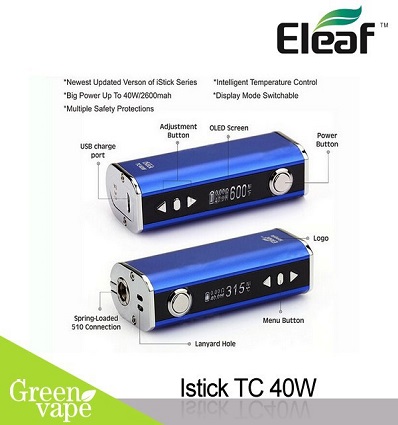 Eleaf™
*Newest Updated Verson of iStick Series
*Intelligent Temperature Control
*Big Power Up To 40W/2600mah
*Display Mode Switchable
*Multiple Safety Protections
Adjustment
Button
OLED Screen
Power
Button
USB charge
port
600
Logo
315
Spring-Loaded
510 Connection
Lanyard Hole
Menu Button
Green
vape
Istick TC 40W